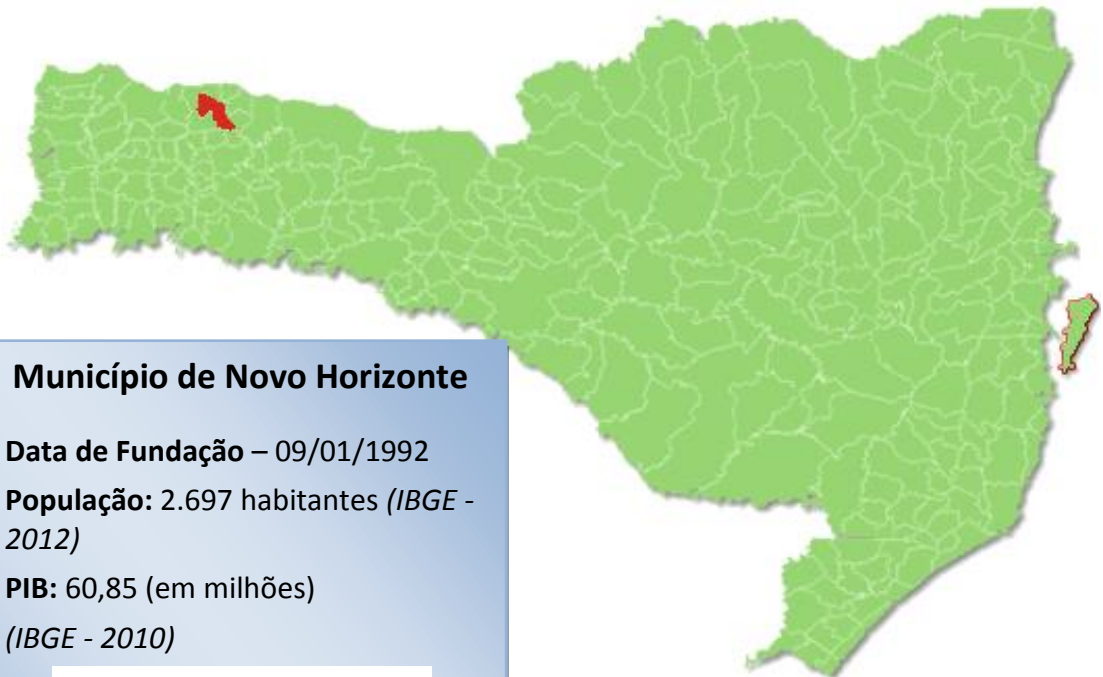 Município de Novo Horizonte
Data de Fundação – 09/01/1992
População: 2.697 habitantes (IBGE -
2012)
PIB: 60,85 (em milhões)
(IBGE - 2010)